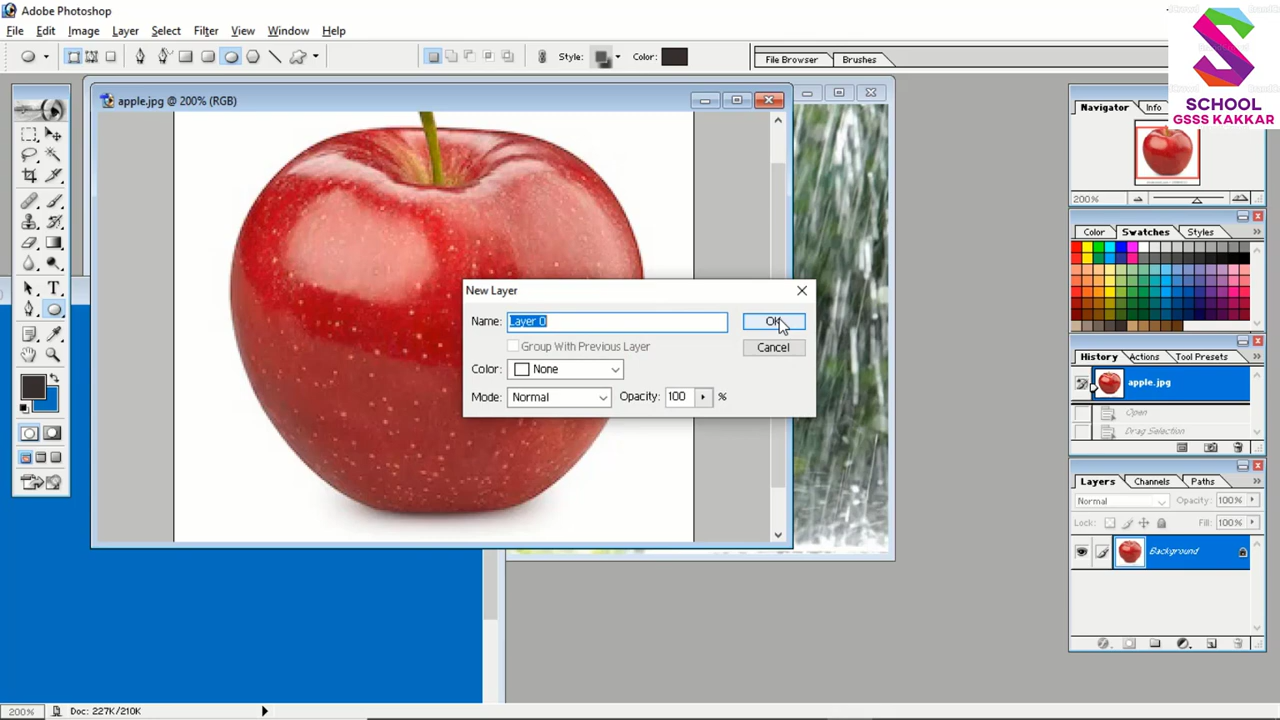 Adobe Photoshop
File Edit Image Layer Select Filter View Window Help
Style: Color: File Browser Brushes
SCHOOL
GSSS KAKKAR
apple.jpg @ 200% (RGB)
Navigator Info
200%
Color Swatches Styles
New Layer
Name: Layer 0 OK
Group With Previous Layer Cancel
Color: None
Mode: Normal Opacity: 100 %
History Actions Tool Presets
apple.jpg
Open
Drag Selection
Layers Channels Paths
Normal Opacity: 100%
Lock: Fill: 100%
Background
200% Doc: 227K/210K